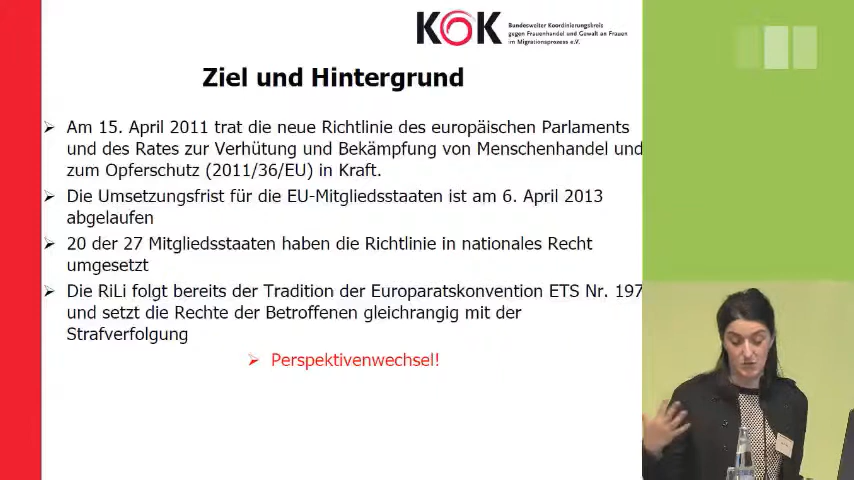 KOK
Bundesweiter Koordinierungskreis
gegen Frauenhandel und Gewalt an Frauen
im Migrationsprozess e.V.
Ziel und Hintergrund
➢ Am 15. April 2011 trat die neue Richtlinie des europäischen Parlaments
und des Rates zur Verhütung und Bekämpfung von Menschenhandel und
zum Opferschutz (2011/36/EU) in Kraft.
➢ Die Umsetzungsfrist für die EU-Mitgliedsstaaten ist am 6. April 2013
abgelaufen
➢ 20 der 27 Mitgliedsstaaten haben die Richtlinie in nationales Recht
umgesetzt
➢ Die RiLi folgt bereits der Tradition der Europaratskonvention ETS Nr. 197
und setzt die Rechte der Betroffenen gleichrangig mit der
Strafverfolgung
➢ Perspektivenwechsel!